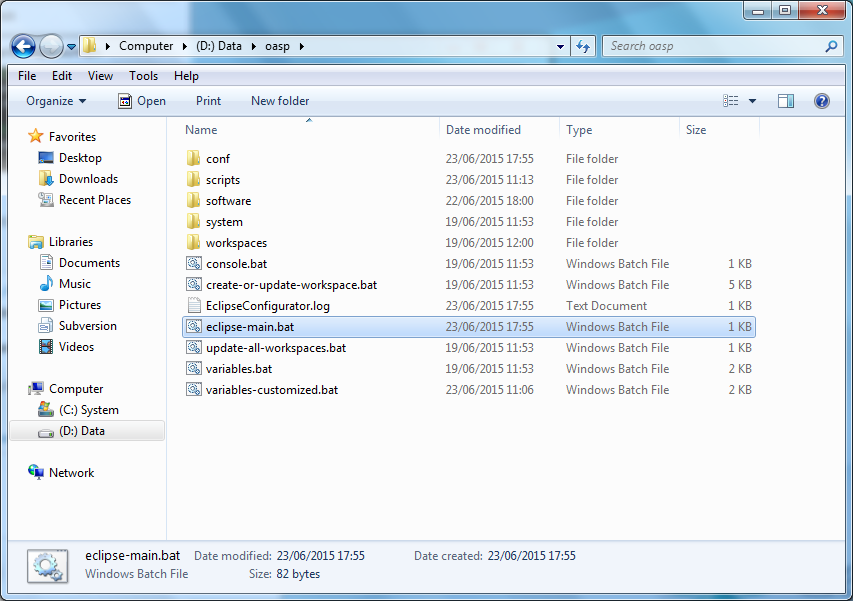 Computer (D:) Data oasp Search oasp
File Edit View Tools Help
Organize Open Print New folder
Name Date modified Type Size
Favorites
Desktop
Downloads
Recent Places
Libraries
Documents
Music
Pictures
Subversion
Videos
Computer
(C:) System
(D:) Data
Network
conf 23/06/2015 17:55 File folder
scripts 23/06/2015 11:13 File folder
software 22/06/2015 18:00 File folder
system 19/06/2015 11:53 File folder
workspaces 19/06/2015 12:00 File folder
console.bat 19/06/2015 11:53 Windows Batch File 1 KB
create-or-update-workspace.bat 19/06/2015 11:53 Windows Batch File 5 KB
EclipseConfigurator.log 23/06/2015 17:55 Text Document 1 KB
eclipse-main.bat 23/06/2015 17:55 Windows Batch File 1 KB
update-all-workspaces.bat 19/06/2015 11:53 Windows Batch File 1 KB
variables.bat 19/06/2015 11:53 Windows Batch File 2 KB
variables-customized.bat 23/06/2015 11:06 Windows Batch File 2 KB
eclipse-main.bat Date modified: 23/06/2015 17:55 Date created: 23/06/2015 17:55
Windows Batch File Size: 82 bytes